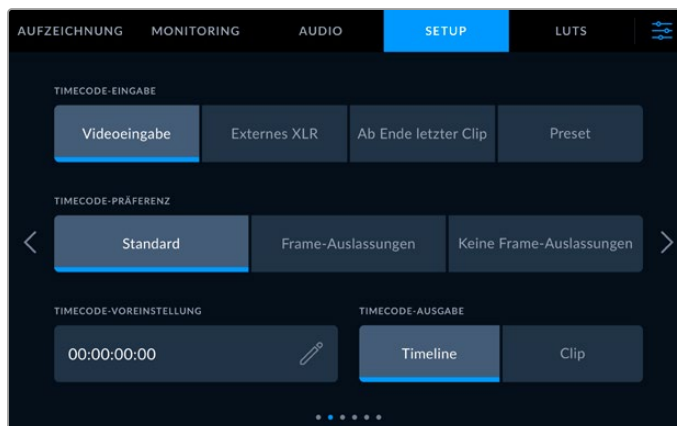 AUFZEICHNUNG MONITORING AUDIO SETUP LUTS
TIMECODE-EINGABE
Videoeingabe Externes XLR Ab Ende letzter Clip Preset
TIMECODE-PRÄFERENZ
Standard Frame-Auslassungen Keine Frame-Auslassungen
TIMECODE-VOREINSTELLUNG TIMECODE-AUSGABE
00:00:00:00 Timeline Clip